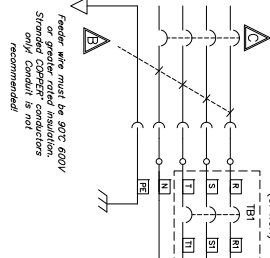 Feeder wire must be 90°C 600V
or greater rated insulation.
Stranded COPPER conductors
only! Conduit is not
recommended!
C
B
TB1
R
S
T
N
PE
R1
S1
T1